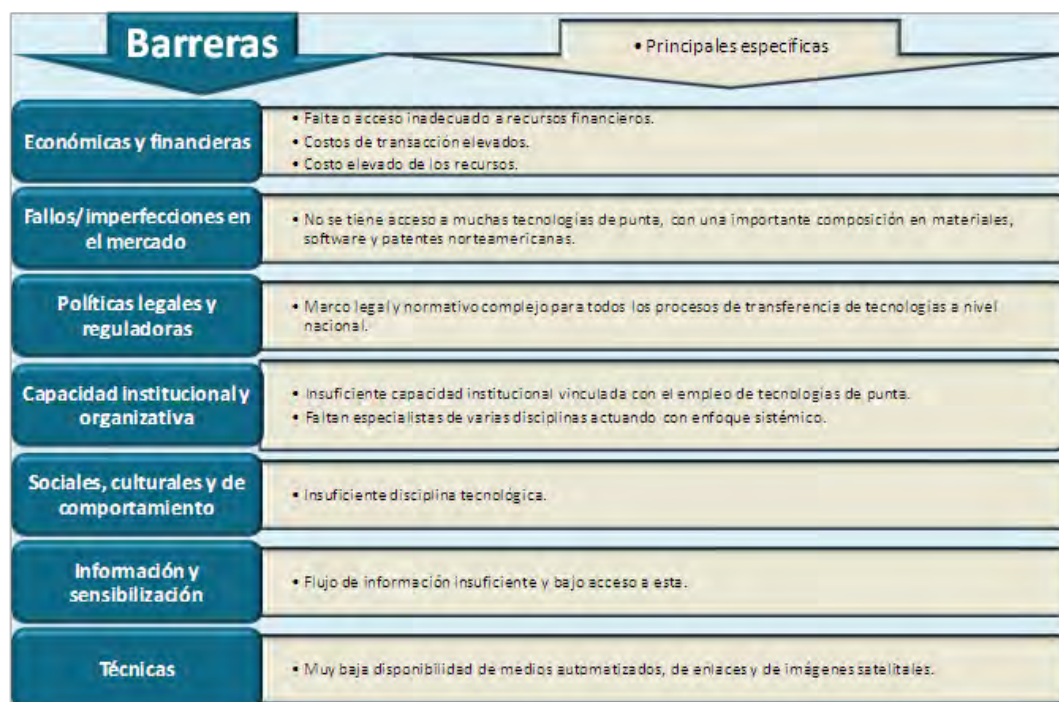 Barreras
• Principales específicas
Económicas y financieras
• Falta o acceso inadecuado a recursos financieros.
• Costos de transacción elevados.
• Costo elevado de los recursos.
Fallos/imperfecciones en
el mercado
• No se tiene acceso a muchas tecnologías de punta, con una importante composición en materiales,
software y patentes norteamericanas.
Políticas legales y
reguladoras
• Marco legal y normativo complejo para todos los procesos de transferencia de tecnologías a nivel
nacional.
Capacidad institucional y
organizativa
• Insuficiente capacidad institucional vinculada con el empleo de tecnologías de punta.
• Faltan especialistas de varias disciplinas actuando con enfoque sistémico.
Sociales, culturales y de
comportamiento
• Insuficiente disciplina tecnológica.
Información y
sensibilización
• Flujo de información insuficiente y bajo acceso a esta.
Técnicas
• Muy baja disponibilidad de medios automatizados, de enlaces y de imágenes satelitales.